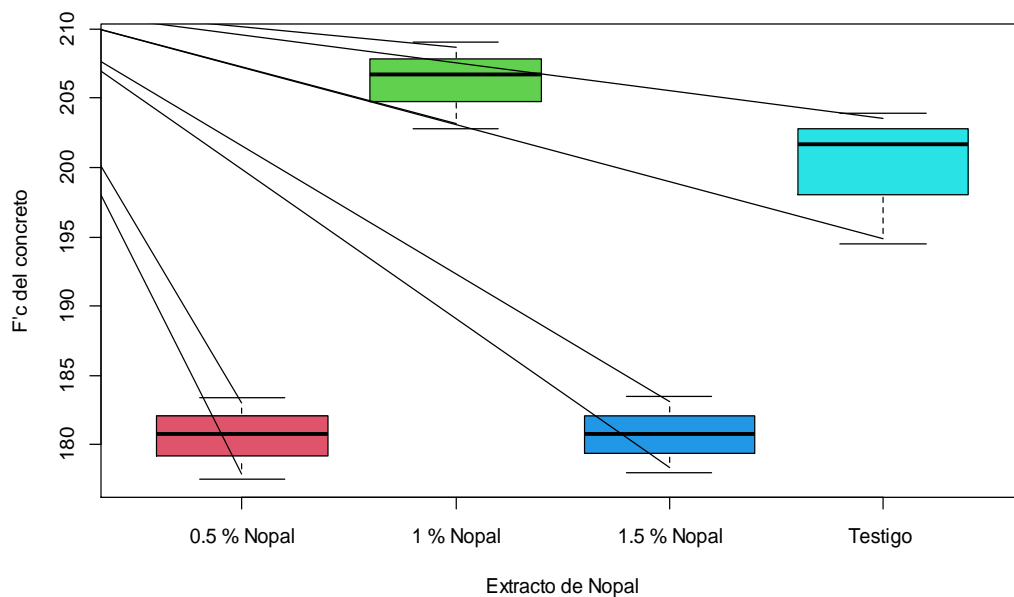 F'c del concreto
210
205
200
195
190
185
180
0.5 % Nopal
1 % Nopal
1.5 % Nopal
Testigo
Extracto de Nopal